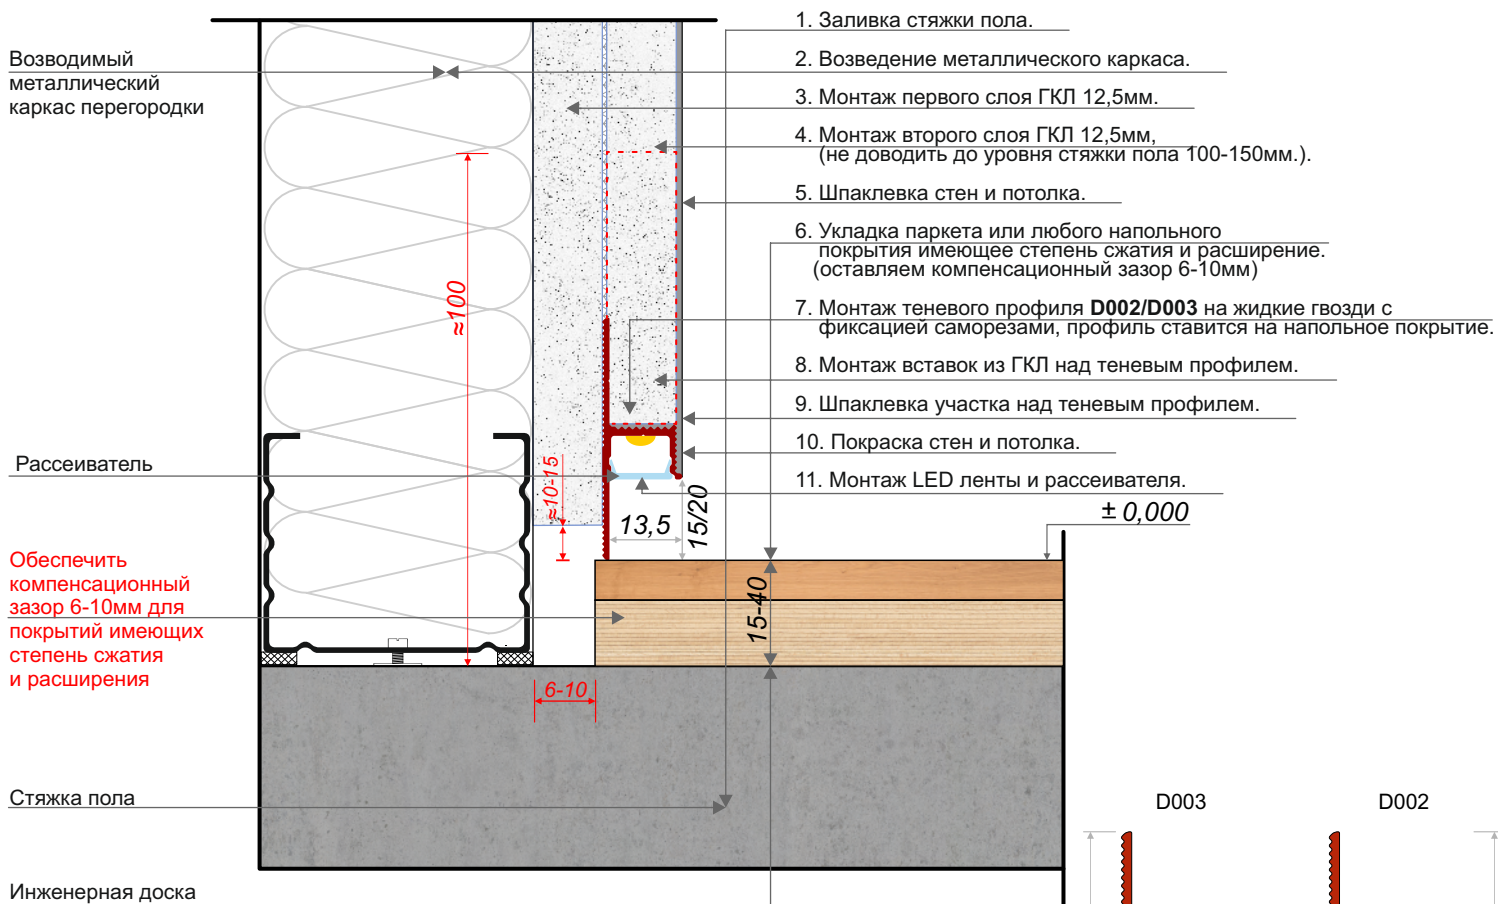 1. Заливка стяжки пола.
2. Возведение металлического каркаса.
3. Монтаж первого слоя ГКЛ 12,5мм.
4. Монтаж второго слоя ГКЛ 12,5мм,
(не доводить до уровня стяжки пола 100-150мм.).
5. Шпаклевка стен и потолка.
6. Укладка паркета или любого напольного
покрытия имеющее степень сжатия и расширение.
(оставляем компенсационный зазор 6-10мм)
7. Монтаж теневого профиля D002/D003 на жидкие гвозди с
фиксацией саморезами, профиль ставится на напольное покрытие.
8. Монтаж вставок из ГКЛ над теневым профилем.
9. Шпаклевка участка над теневым профилем.
10. Покраска стен и потолка.
11. Монтаж LED ленты и рассеивателя.
± 0,000
Возводимый
металлический
каркас перегородки
Рассеиватель
Обеспечить
компенсационный
зазор 6-10мм для
покрытий имеющих
степень сжатия
и расширения
Стяжка пола
Инженерная доска
≈100
≈10-15
13,5
15/20
15-40
6-10
D003
D002